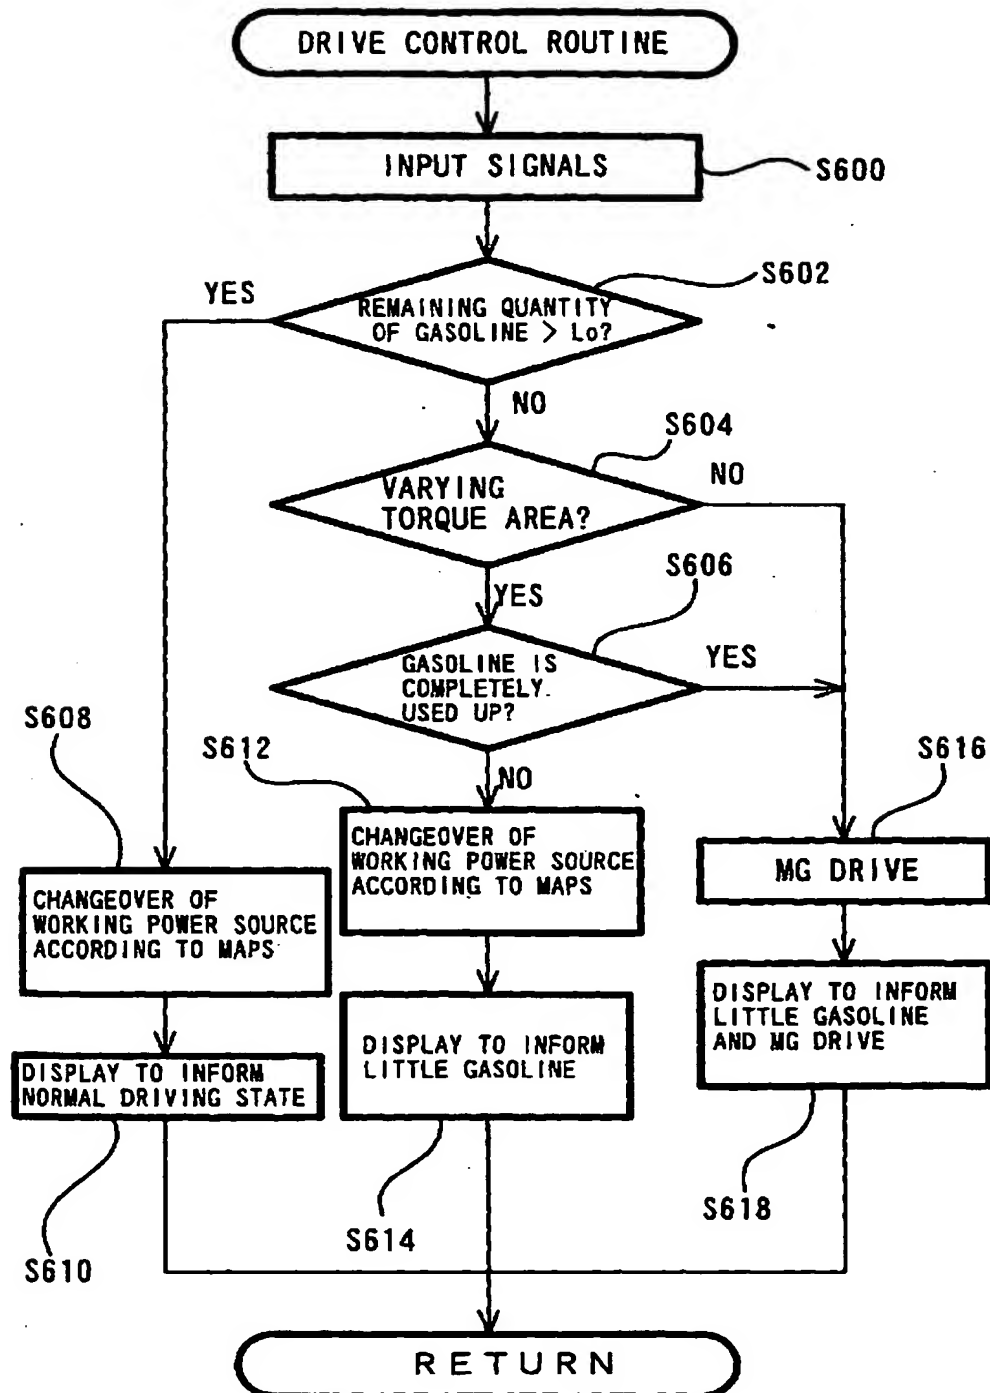 DRIVE CONTROL ROUTINE
INPUT SIGNALS
S600
S602
YES
REMAINING QUANTITY
OF GASOLINE > Lo?
NO
S604
NO
VARYING
TORQUE AREA?
S606
YES
YES
GASOLINE IS
COMPLETELY
USED UP?
S608
S612
NO
S616
CHANGEOVER OF
WORKING POWER SOURCE
ACCORDING TO MAPS
MG DRIVE
CHANGEOVER OF
WORKING POWER SOURCE
ACCORDING TO MAPS
DISPLAY TO INFORM
LITTLE GASOLINE
AND MG DRIVE
DISPLAY TO INFORM
LITTLE GASOLINE
DISPLAY TO INFORM
NORMAL DRIVING STATE
S618
S614
S610
RETURN